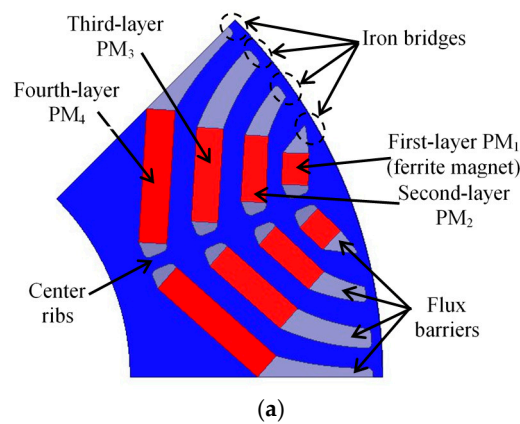 Third-layer
PM3
Iron bridges
Fourth-layer
PM4
First-layer PM1
(ferrite magnet)
Second-layer
PM2
Center
ribs
Flux
barriers
(a)